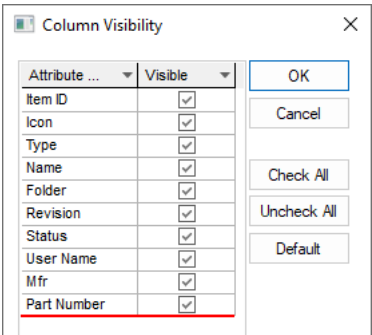 Column Visibility
Attribute ... Visible
Item ID
Icon
Type
Name
Folder
Revision
Status
User Name
Mfr
Part Number
OK
Cancel
Check All
Uncheck All
Default